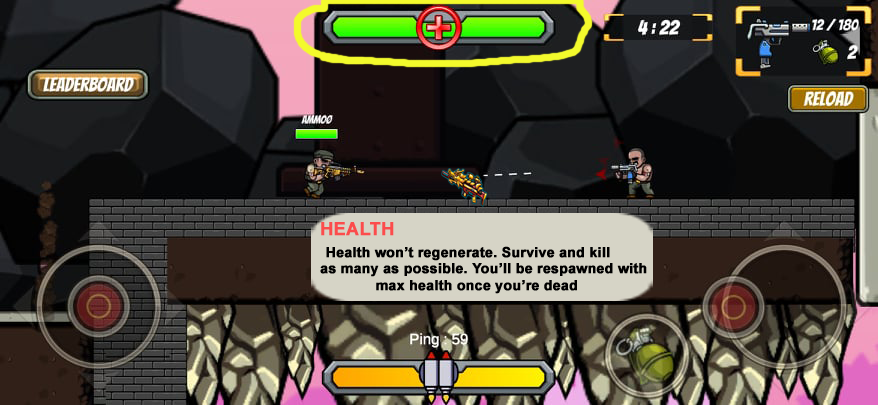 4:22
12 / 180
2
LEADERBOARD
RELOAD
AMMOD
HEALTH
Health won't regenerate. Survive and kill
as many as possible. You'll be respawned with
max health once you're dead
Ping : 59